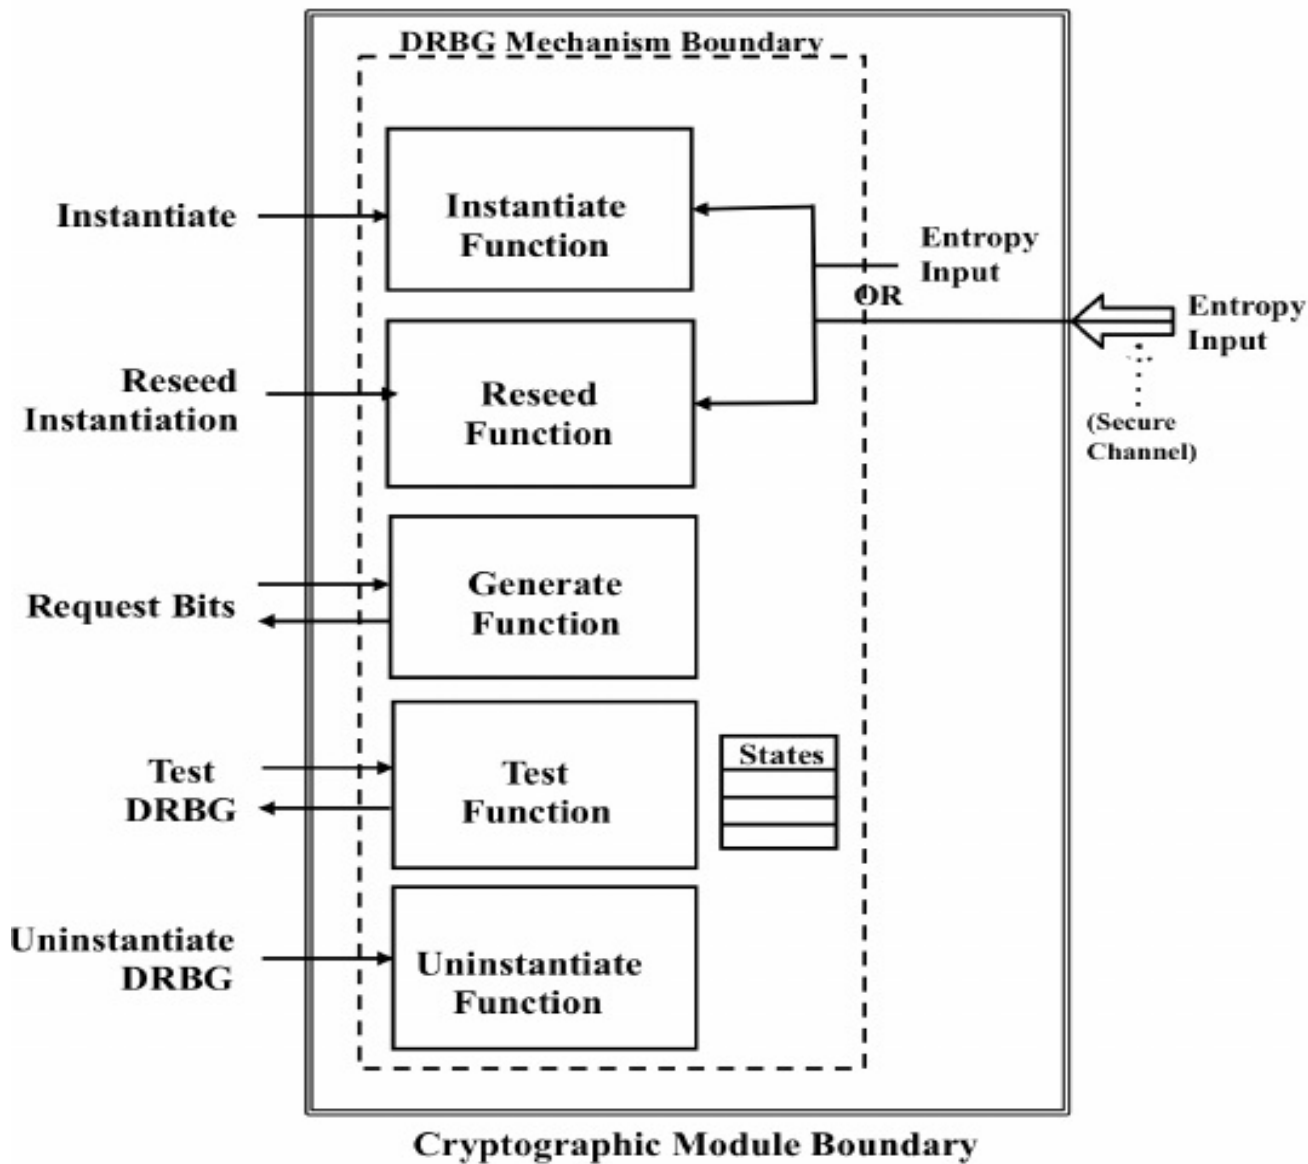 DRBG Mechanism Boundary
Instantiate
Instantiate
Function
Entropy
Input
OR
Entropy
Input
(Secure
Channel)
Reseed
Instantiation
Reseed
Function
Request Bits
Generate
Function
Test
DRBG
Test
Function
States
Uninstantiate
DRBG
Uninstantiate
Function
Cryptographic Module Boundary